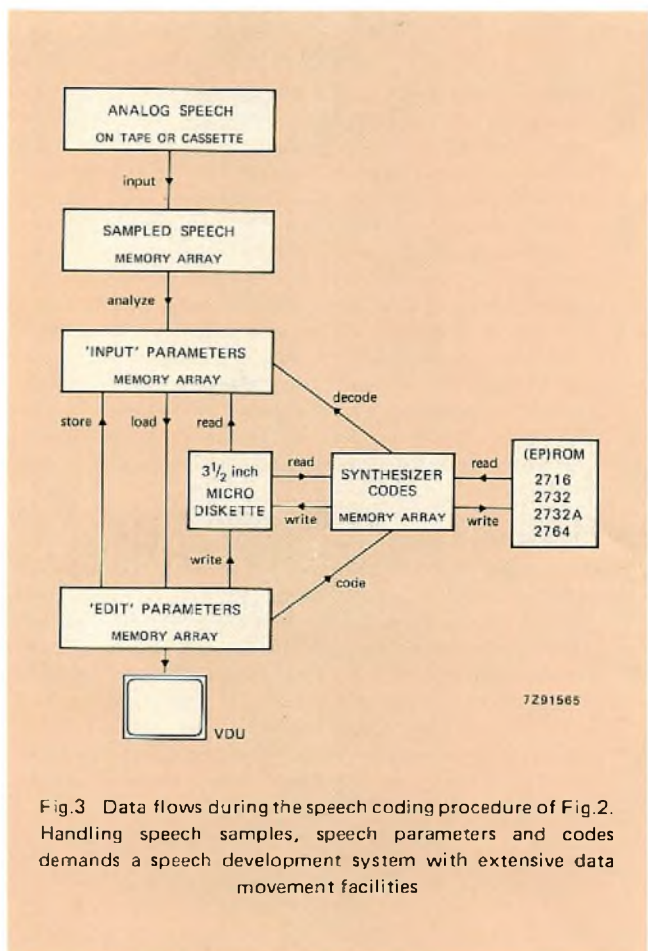 ANALOG SPEECH
ON TAPE OR CASSETTE
input
SAMPLED SPEECH
MEMORY ARRAY
analyze
'INPUT' PARAMETERS
MEMORY ARRAY
store
load
read
decode
3 1/2 inch
MICRO
DISKETTE
read
write
SYNTHESIZER
CODES
MEMORY ARRAY
read
write
(EP)ROM
2716
2732
2732A
2764
write
code
'EDIT' PARAMETERS
MEMORY ARRAY
VDU
7Z91565
Fig.3 Data flows during the speech coding procedure of Fig.2.
Handling speech samples, speech parameters and codes
demands a speech development system with extensive data
movement facilities